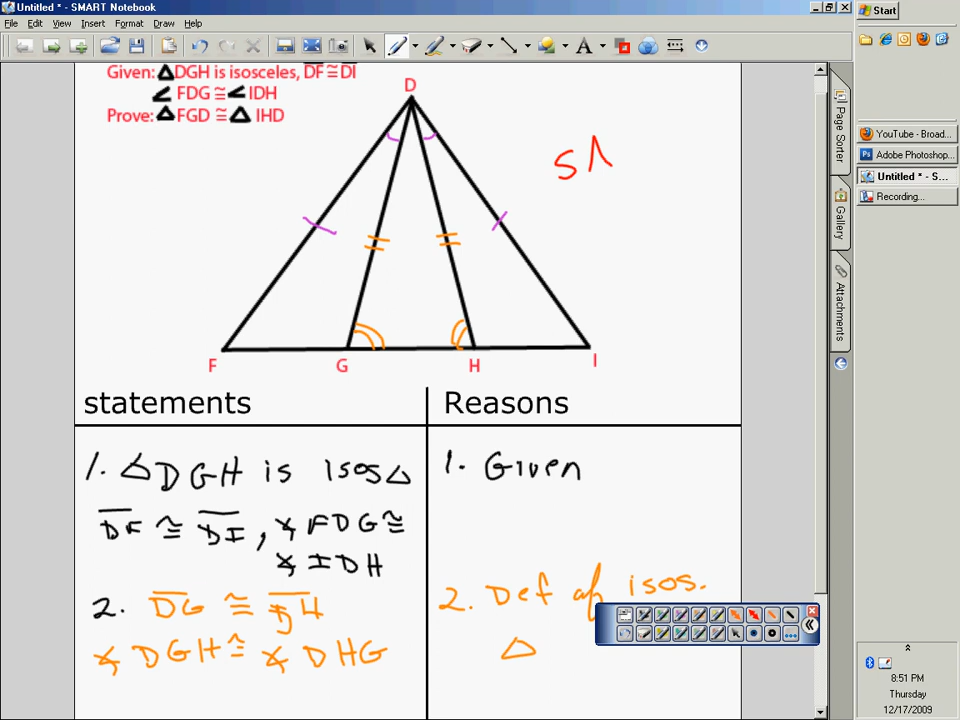 Untitled * - SMART Notebook
File Edit View Insert Format Tools Draw Help
Start
Given: △DGH is isosceles, DF ≅ DI
∠ FDG ≅ ∠ IDH
Prove: △ FGD ≅ △ IHD
D
SA
F G H I
statements Reasons
1. △DGH is isos△
DF ≅ DI, ∡ FDG ≅
∡ IDH
1. Given
2. DG ≅ DH
∡ DGH ≅ ∡ DHG
2. Def of isos.
△
Page Sorter
Gallery
Attachments
YouTube - Broad...
Adobe Photoshop...
Untitled * - S...
Recording...
8:51 PM
Thursday
12/17/2009